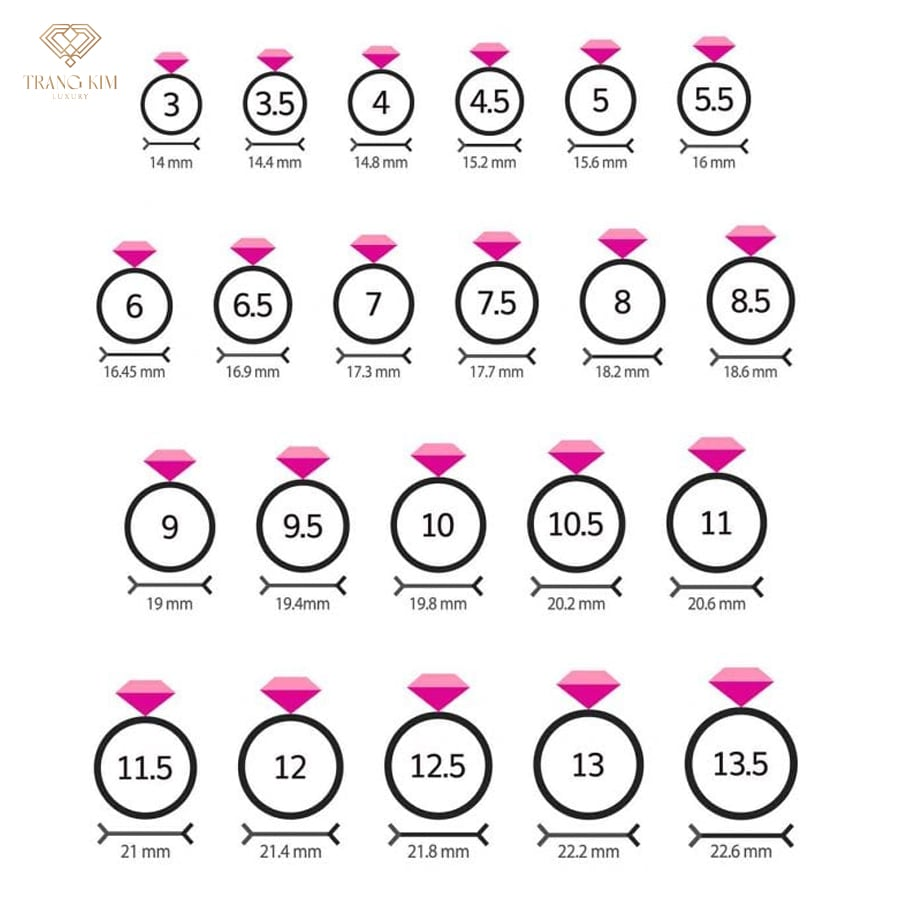 TRANG KIM
LUXURY
3 3.5 4 4.5 5 5.5
14 mm 14.4 mm 14.8 mm 15.2 mm 15.6 mm 16 mm
6 6.5 7 7.5 8 8.5
16.45 mm 16.9 mm 17.3 mm 17.7 mm 18.2 mm 18.6 mm
9 9.5 10 10.5 11
19 mm 19.4mm 19.8 mm 20.2 mm 20.6 mm
11.5 12 12.5 13 13.5
21 mm 21.4 mm 21.8 mm 22.2 mm 22.6 mm